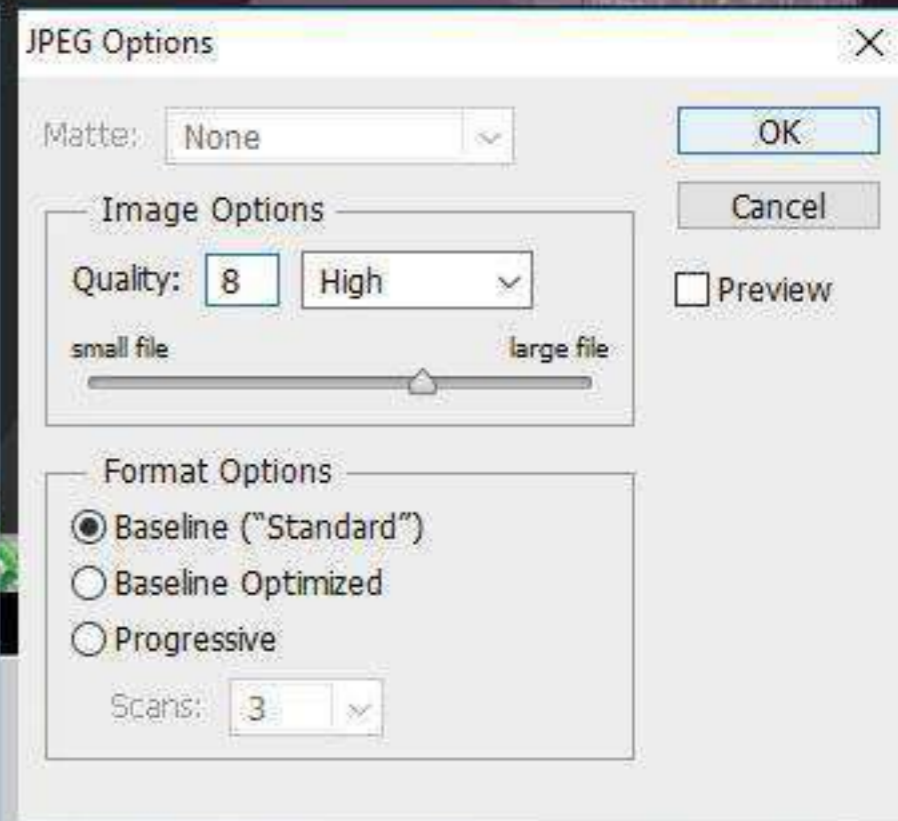 JPEG Options
Matte: None
OK
Cancel
Image Options
Quality: 8 High
Preview
small file large file
Format Options
Baseline (“Standard”)
Baseline Optimized
Progressive
Scans: 3